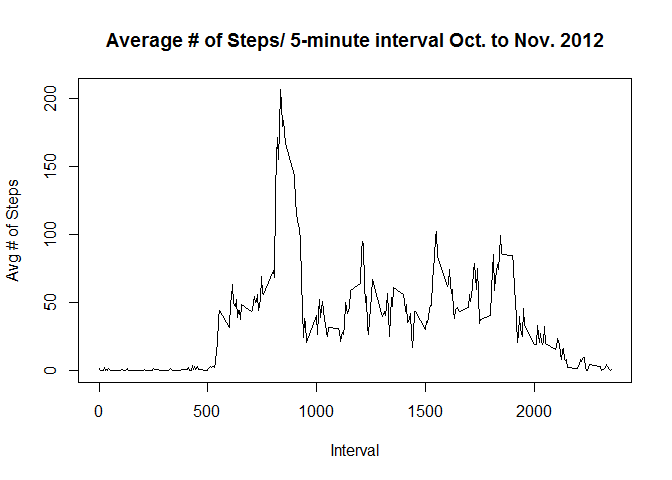 Average # of Steps/ 5-minute interval Oct. to Nov. 2012
Avg # of Steps
200
150
100
50
0
0 500 1000 1500 2000
Interval